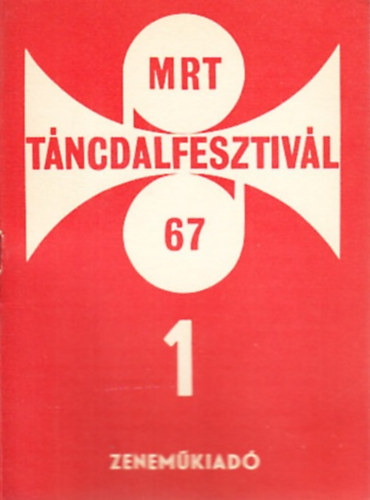 MRT
TÁNCDALFESZTIVÁL
67
1
ZENEMŰKIADÓ